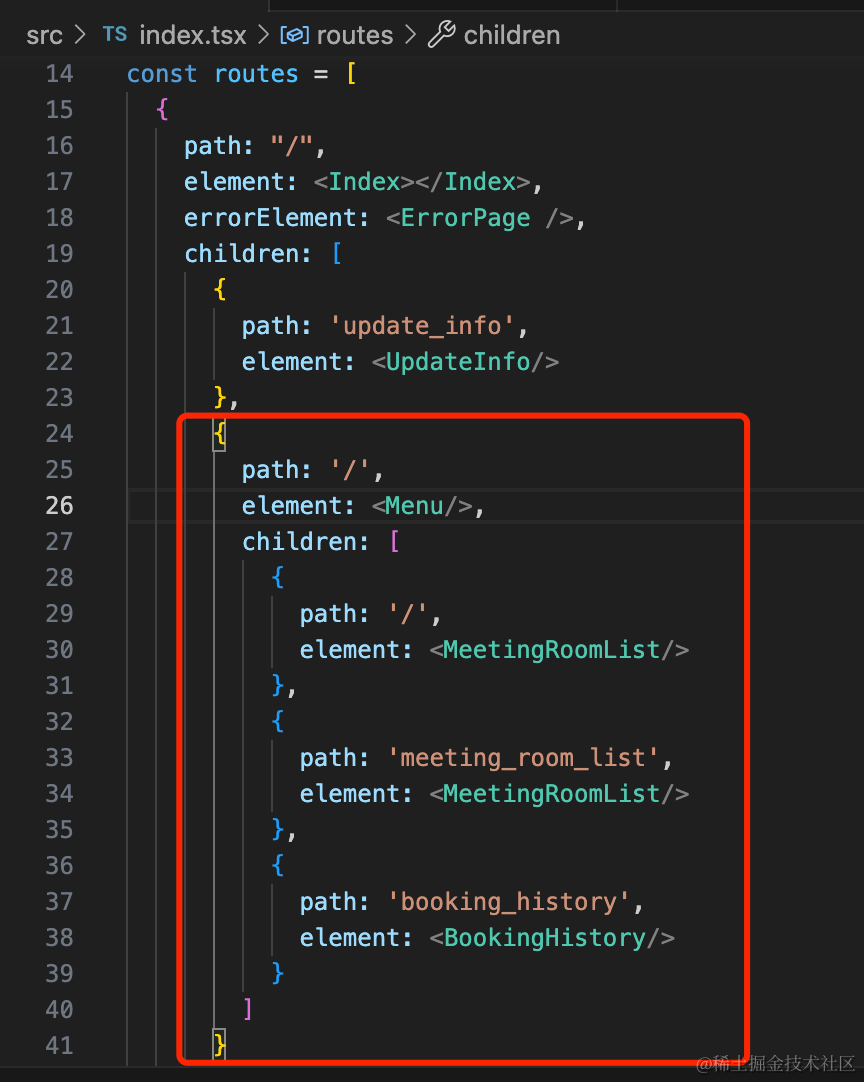 src > TS index.tsx > routes > children
14 const routes = [
15 {
16 path: "/",
17 element: <Index></Index>,
18 errorElement: <ErrorPage />,
19 children: [
20 {
21 path: 'update_info',
22 element: <UpdateInfo/>
23 },
24 {
25 path: '/',
26 element: <Menu/>,
27 children: [
28 {
29 path: '/',
30 element: <MeetingRoomList/>
31 },
32 {
33 path: 'meeting_room_list',
34 element: <MeetingRoomList/>
35 },
36 {
37 path: 'booking_history',
38 element: <BookingHistory/>
39 }
40 ]
41 }
@稀土掘金技术社区